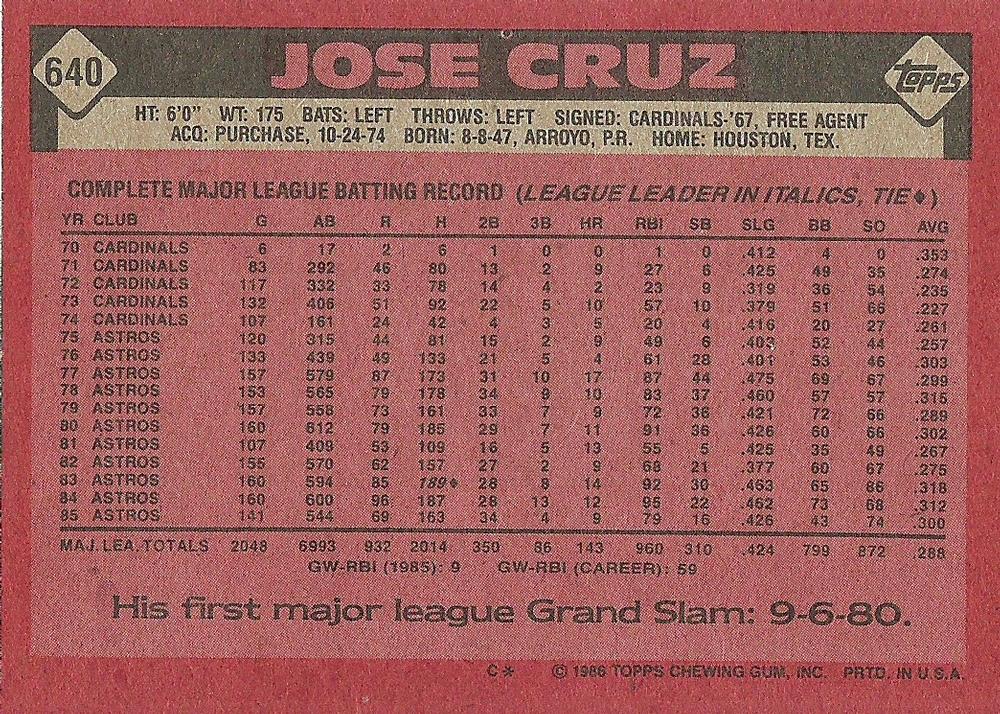 640 JOSE CRUZ topps
HT: 6'0" WT: 175 BATS: LEFT THROWS: LEFT SIGNED: CARDINALS-'67, FREE AGENT
ACQ: PURCHASE, 10-24-74 BORN: 8-8-47, ARROYO, P.R. HOME: HOUSTON, TEX.
COMPLETE MAJOR LEAGUE BATTING RECORD (LEAGUE LEADER IN ITALICS, TIE♦)
YR CLUB G AB R H 2B 3B HR RBI SB SLG BB SO AVG
70 CARDINALS 6 17 2 6 1 0 0 1 0 .412 4 0 .353
71 CARDINALS 83 292 46 80 13 2 9 27 6 .425 49 35 .274
72 CARDINALS 117 332 33 78 14 4 2 23 9 .319 36 54 .235
73 CARDINALS 132 406 51 92 22 5 10 57 10 .379 51 66 .227
74 CARDINALS 107 161 24 42 4 3 5 20 4 .416 20 27 .261
75 ASTROS 120 315 44 81 15 2 9 49 6 .403 52 44 .257
76 ASTROS 133 439 49 133 21 5 4 61 28 .401 53 46 .303
77 ASTROS 157 579 87 173 31 10 17 87 44 .475 69 67 .299
78 ASTROS 153 565 79 178 34 9 10 83 37 .460 57 57 .315
79 ASTROS 157 558 73 161 33 7 9 72 36 .421 72 66 .289
80 ASTROS 160 612 79 185 29 7 11 91 36 .426 60 66 .302
81 ASTROS 107 409 53 109 16 5 13 55 5 .425 35 49 .267
82 ASTROS 155 570 62 157 27 2 9 68 21 .377 60 67 .275
83 ASTROS 160 594 85 189♦ 28 8 14 92 30 .463 65 86 .318
84 ASTROS 160 600 96 187 28 13 12 95 22 .462 73 68 .312
85 ASTROS 141 544 69 163 34 4 9 79 16 .426 43 74 .300
MAJ. LEA. TOTALS 2048 6993 932 2014 350 86 143 960 310 .424 799 872 .288
GW-RBI (1985): 9 GW-RBI (CAREER): 59
His first major league Grand Slam: 9-6-80.
C* © 1986 TOPPS CHEWING GUM, INC. PRTD. IN U.S.A.